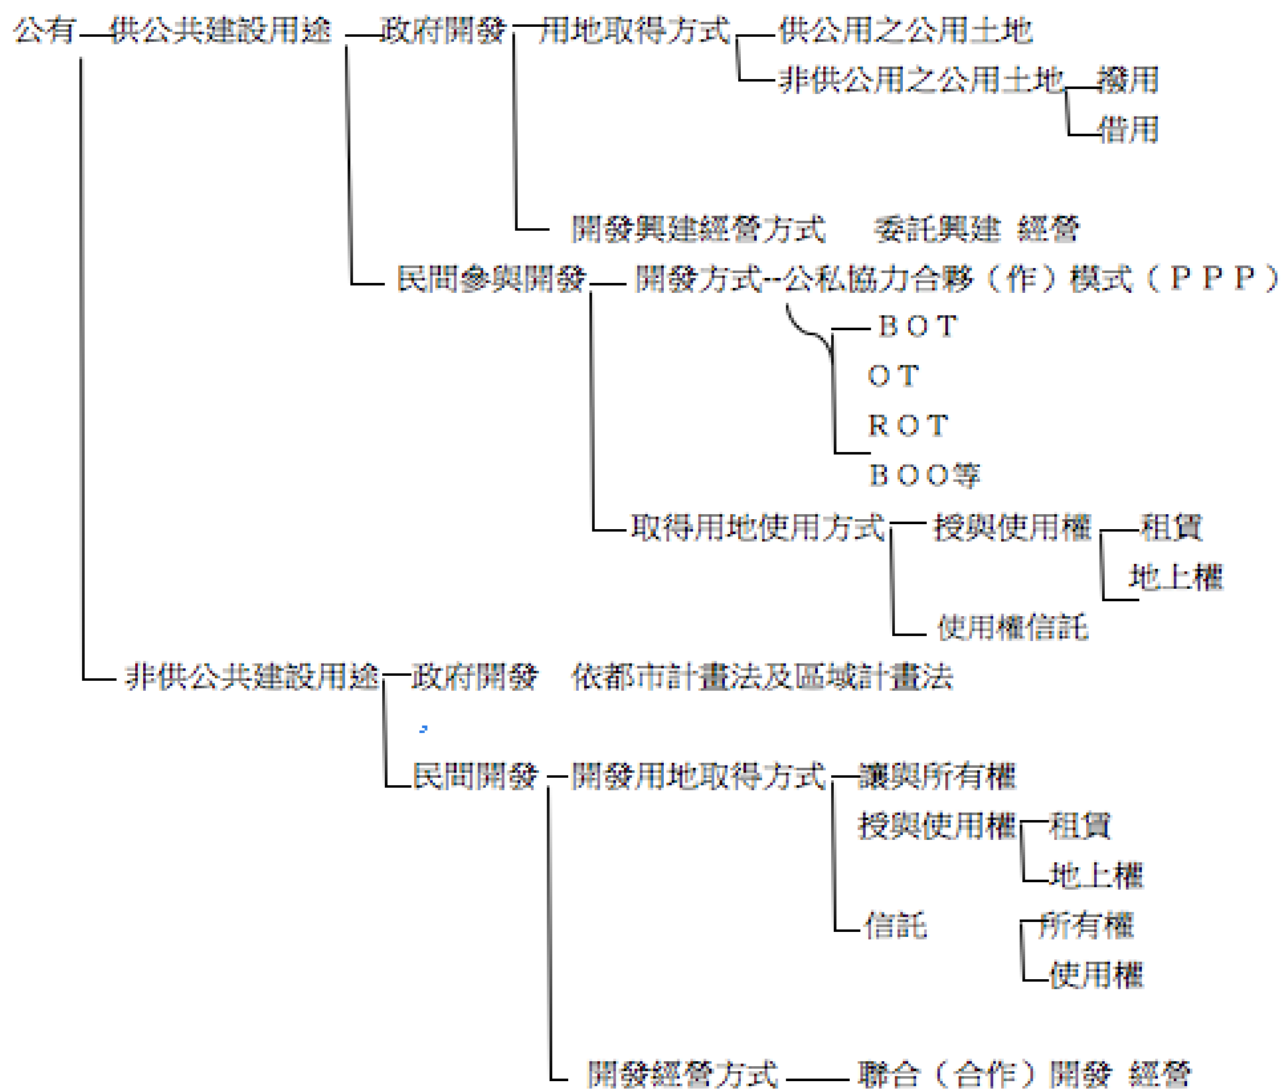 公有 供公共建設用途 政府開發 用地取得方式 供公用之公用土地
非供公用之公用土地 撥用
借用
開發興建經營方式 委託興建 經營
民間參與開發 開發方式--公私協力合夥（作）模式（PPP）
BOT
OT
ROT
BOO等
取得用地使用方式 授與使用權 租賃
地上權
使用權信託
非供公共建設用途 政府開發 依都市計畫法及區域計畫法
民間開發 開發用地取得方式 讓與所有權
授與使用權 租賃
地上權
信託 所有權
使用權
開發經營方式 聯合（合作）開發 經營